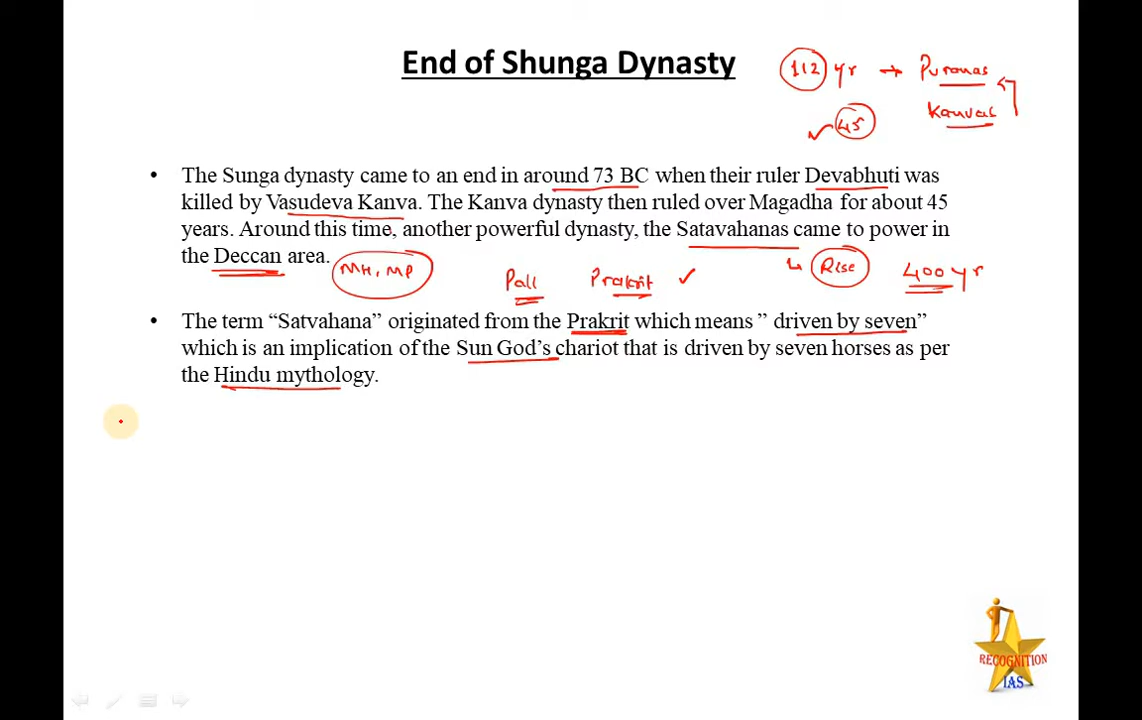 End of Shunga Dynasty
112 yr → Puranas
Kanvas
✓ 45
• The Sunga dynasty came to an end in around 73 BC when their ruler Devabhuti was
killed by Vasudeva Kanva. The Kanva dynasty then ruled over Magadha for about 45
years. Around this time, another powerful dynasty, the Satavahanas came to power in
the Deccan area.
MH, MP
Pali Prakrit ✓
Rise 400 yr
• The term “Satvahana” originated from the Prakrit which means ” driven by seven”
which is an implication of the Sun God’s chariot that is driven by seven horses as per
the Hindu mythology.
RECOGNITION
IAS